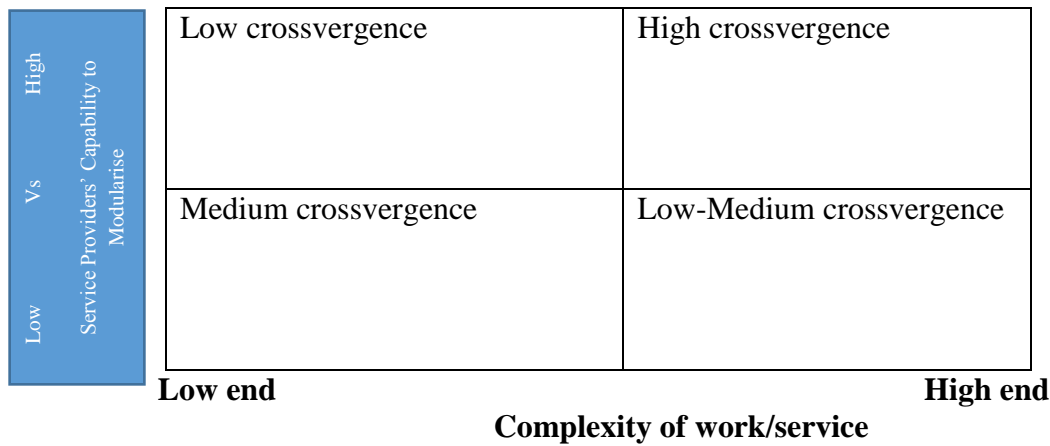 Low Vs High
Service Providers' Capability to
Modularise
Low crossvergence
High crossvergence
Medium crossvergence
Low-Medium crossvergence
Low end
High end
Complexity of work/service